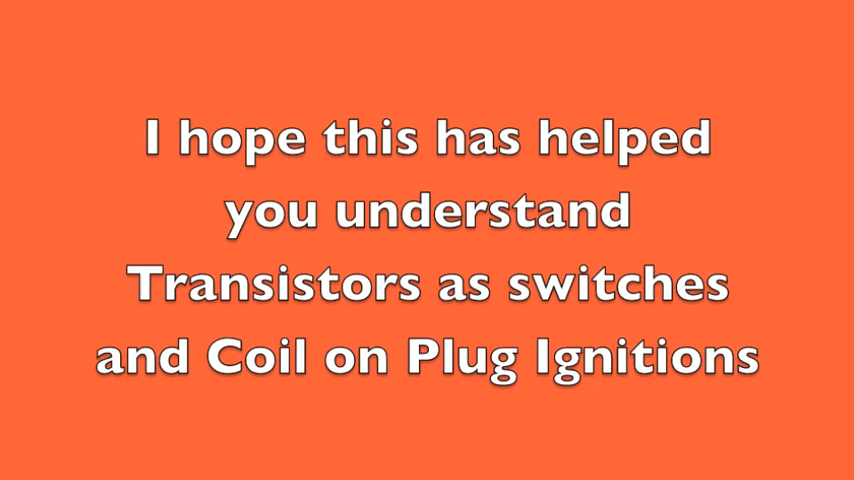 I hope this has helped
you understand
Transistors as switches
and Coil on Plug Ignitions